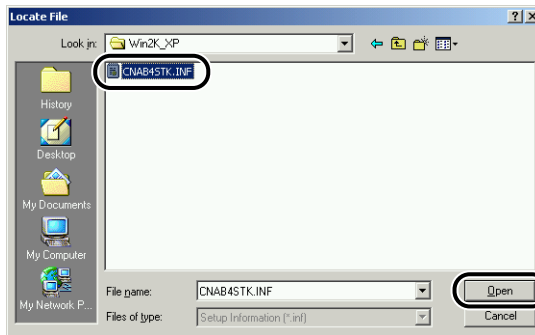 Locate File
Look in: Win2K_XP
CNAB4STK.INF
History
Desktop
My Documents
My Computer
My Network P...
File name: CNAB4STK.INF Open
Files of type: Setup Information (*.inf) Cancel